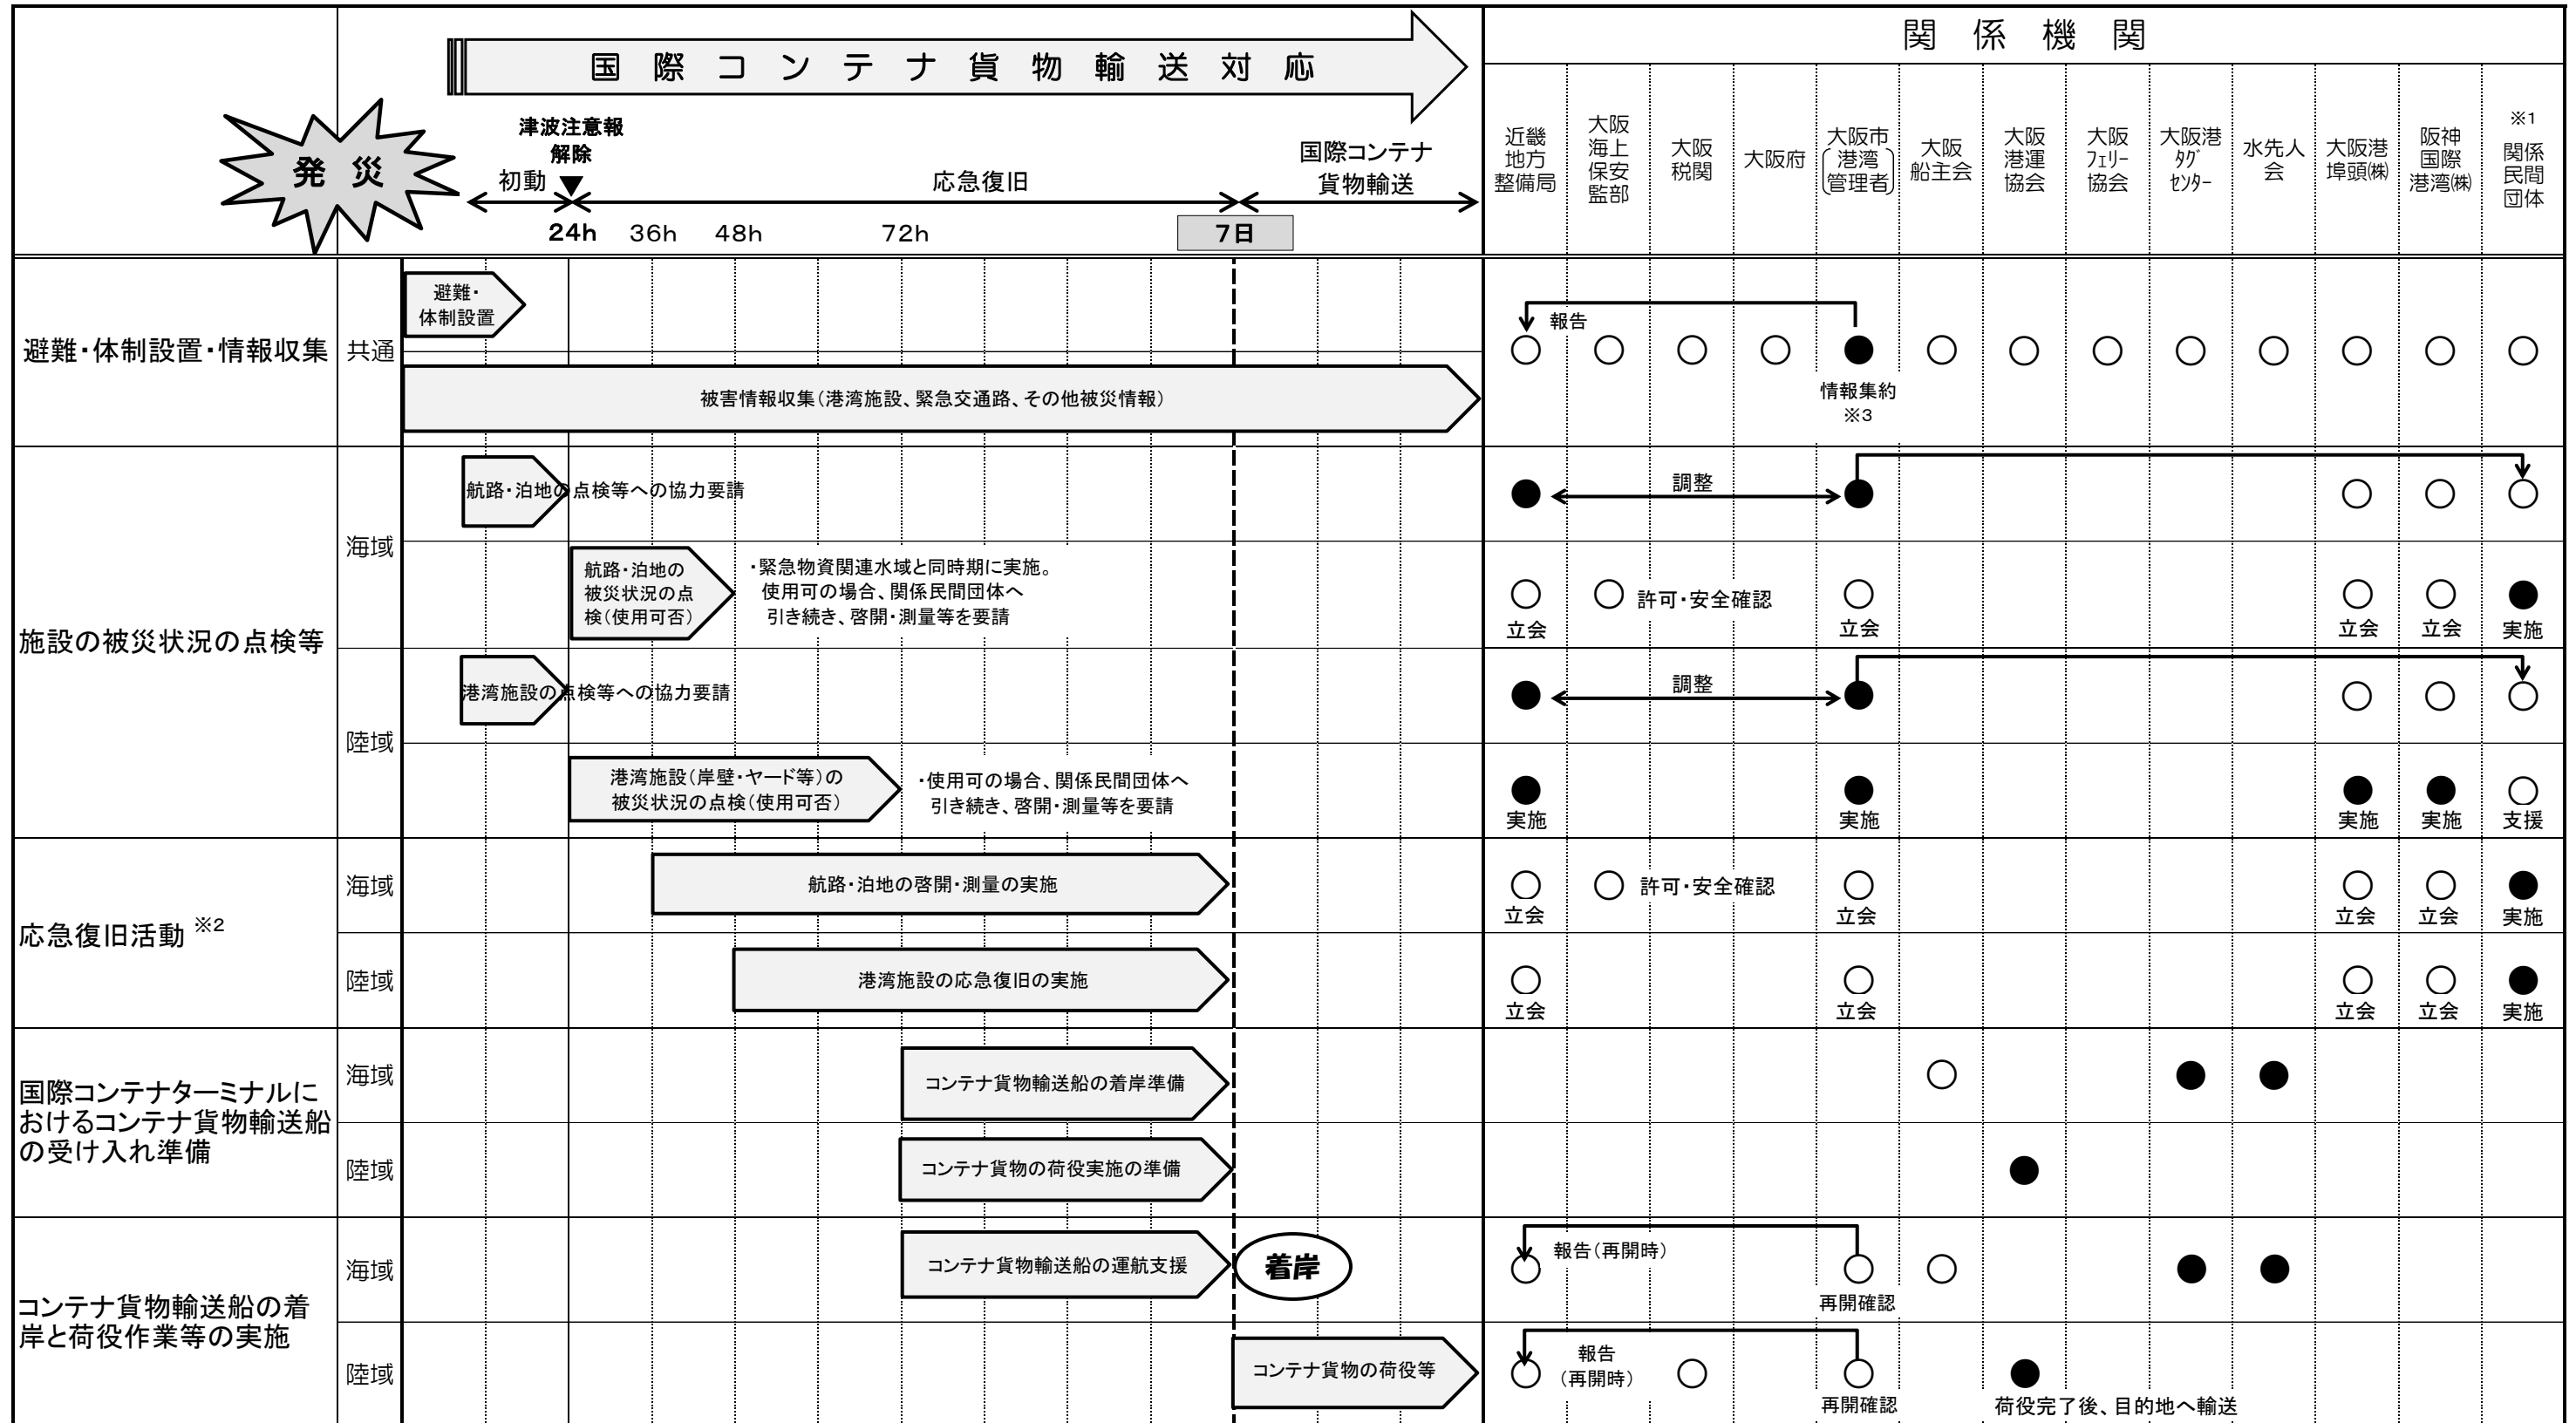 国際コンテナ貨物輸送対応
関係機関
発災
津波注意報
解除
初動
応急復旧
国際コンテナ
貨物輸送
24h
36h
48h
72h
7日
近畿
地方
整備局
大阪
海上
保安
監部
大阪
税関
大阪府
大阪市
港湾
管理者
大阪
船主会
大阪
港運
協会
大阪
フェリー
協会
大阪港
タグ
センター
水先人
会
大阪港
埠頭㈱
阪神
国際
港湾㈱
※1
関係
民間
団体
避難・体制設置・情報収集
共通
避難・
体制設置
被害情報収集(港湾施設、緊急交通路、その他被災情報)
報告
○ ○ ○ ○ ● ○ ○ ○ ○ ○ ○ ○ ○
情報集約
※3
施設の被災状況の点検等
海域
航路・泊地の点検等への協力要請
● 調整 ● ○ ○ ○
航路・泊地の
被災状況の点
検(使用可否)
・緊急物資関連水域と同時期に実施。
使用可の場合、関係民間団体へ
引き続き、啓開・測量等を要請
○ ○ 許可・安全確認 ○ ○ ○ ●
立会 立会 立会 立会 実施
陸域
港湾施設の点検等への協力要請
● 調整 ● ○ ○ ○
港湾施設(岸壁・ヤード等)の
被災状況の点検(使用可否)
・使用可の場合、関係民間団体へ
引き続き、啓開・測量等を要請
● ● ● ● ○
実施 実施 実施 実施 支援
応急復旧活動 ※2
海域
航路・泊地の啓開・測量の実施
○ ○ 許可・安全確認 ○ ○ ○ ●
立会 立会 立会 立会 実施
陸域
港湾施設の応急復旧の実施
○ ○ ○ ○ ●
立会 立会 立会 立会 実施
国際コンテナターミナルに
おけるコンテナ貨物輸送船
の受け入れ準備
海域
コンテナ貨物輸送船の着岸準備
○ ● ●
陸域
コンテナ貨物の荷役実施の準備
●
コンテナ貨物輸送船の着
岸と荷役作業等の実施
海域
コンテナ貨物輸送船の運航支援
着岸
報告(再開時)
○ ○ ○ ● ●
再開確認
陸域
コンテナ貨物の荷役等
報告
(再開時)
○ ○ ○ ●
再開確認
荷役完了後、目的地へ輸送